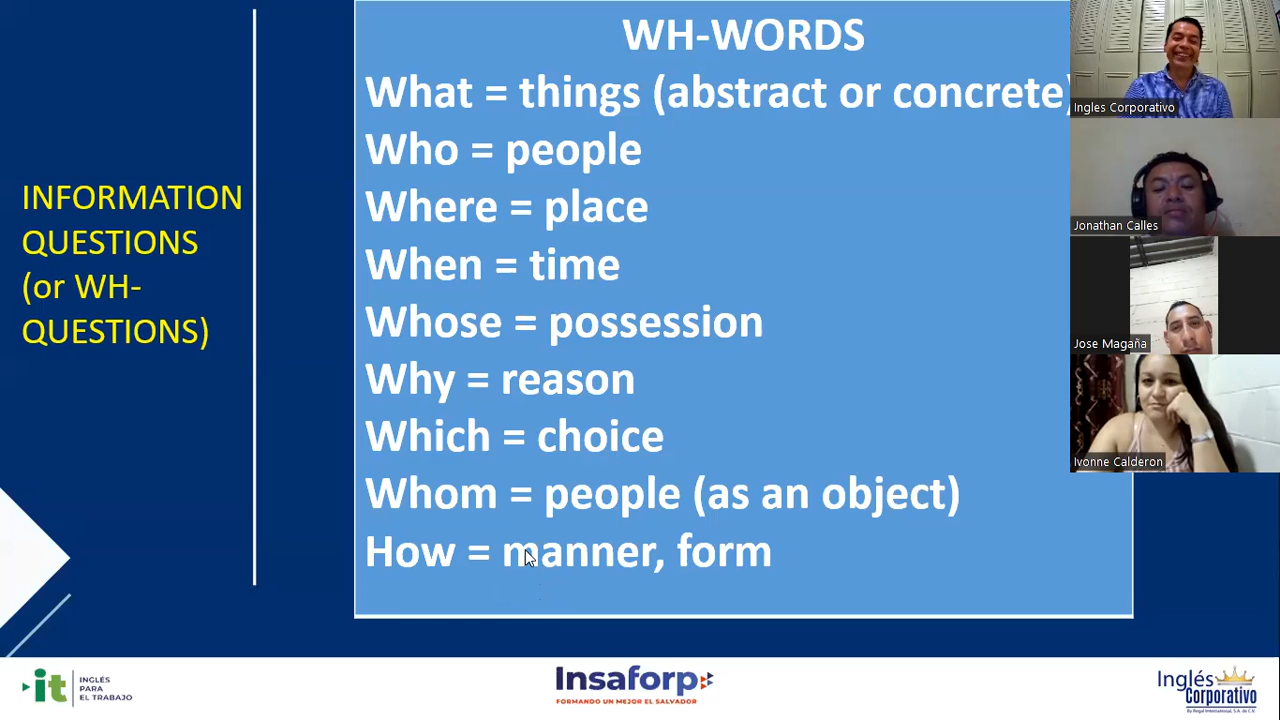 INFORMATION
QUESTIONS
(or WH-
QUESTIONS)
WH-WORDS
What = things (abstract or concrete)
Who = people
Where = place
When = time
Whose = possession
Why = reason
Which = choice
Whom = people (as an object)
How = manner, form
Ingles Corporativo
Jonathan Calles
Jose Magaña
Ivonne Calderon
it
INGLÉS
PARA
EL TRABAJO
Insaforp
FORMANDO UN MEJOR EL SALVADOR
Inglés
Corporativo
By Regal International, S.A. de C.V.